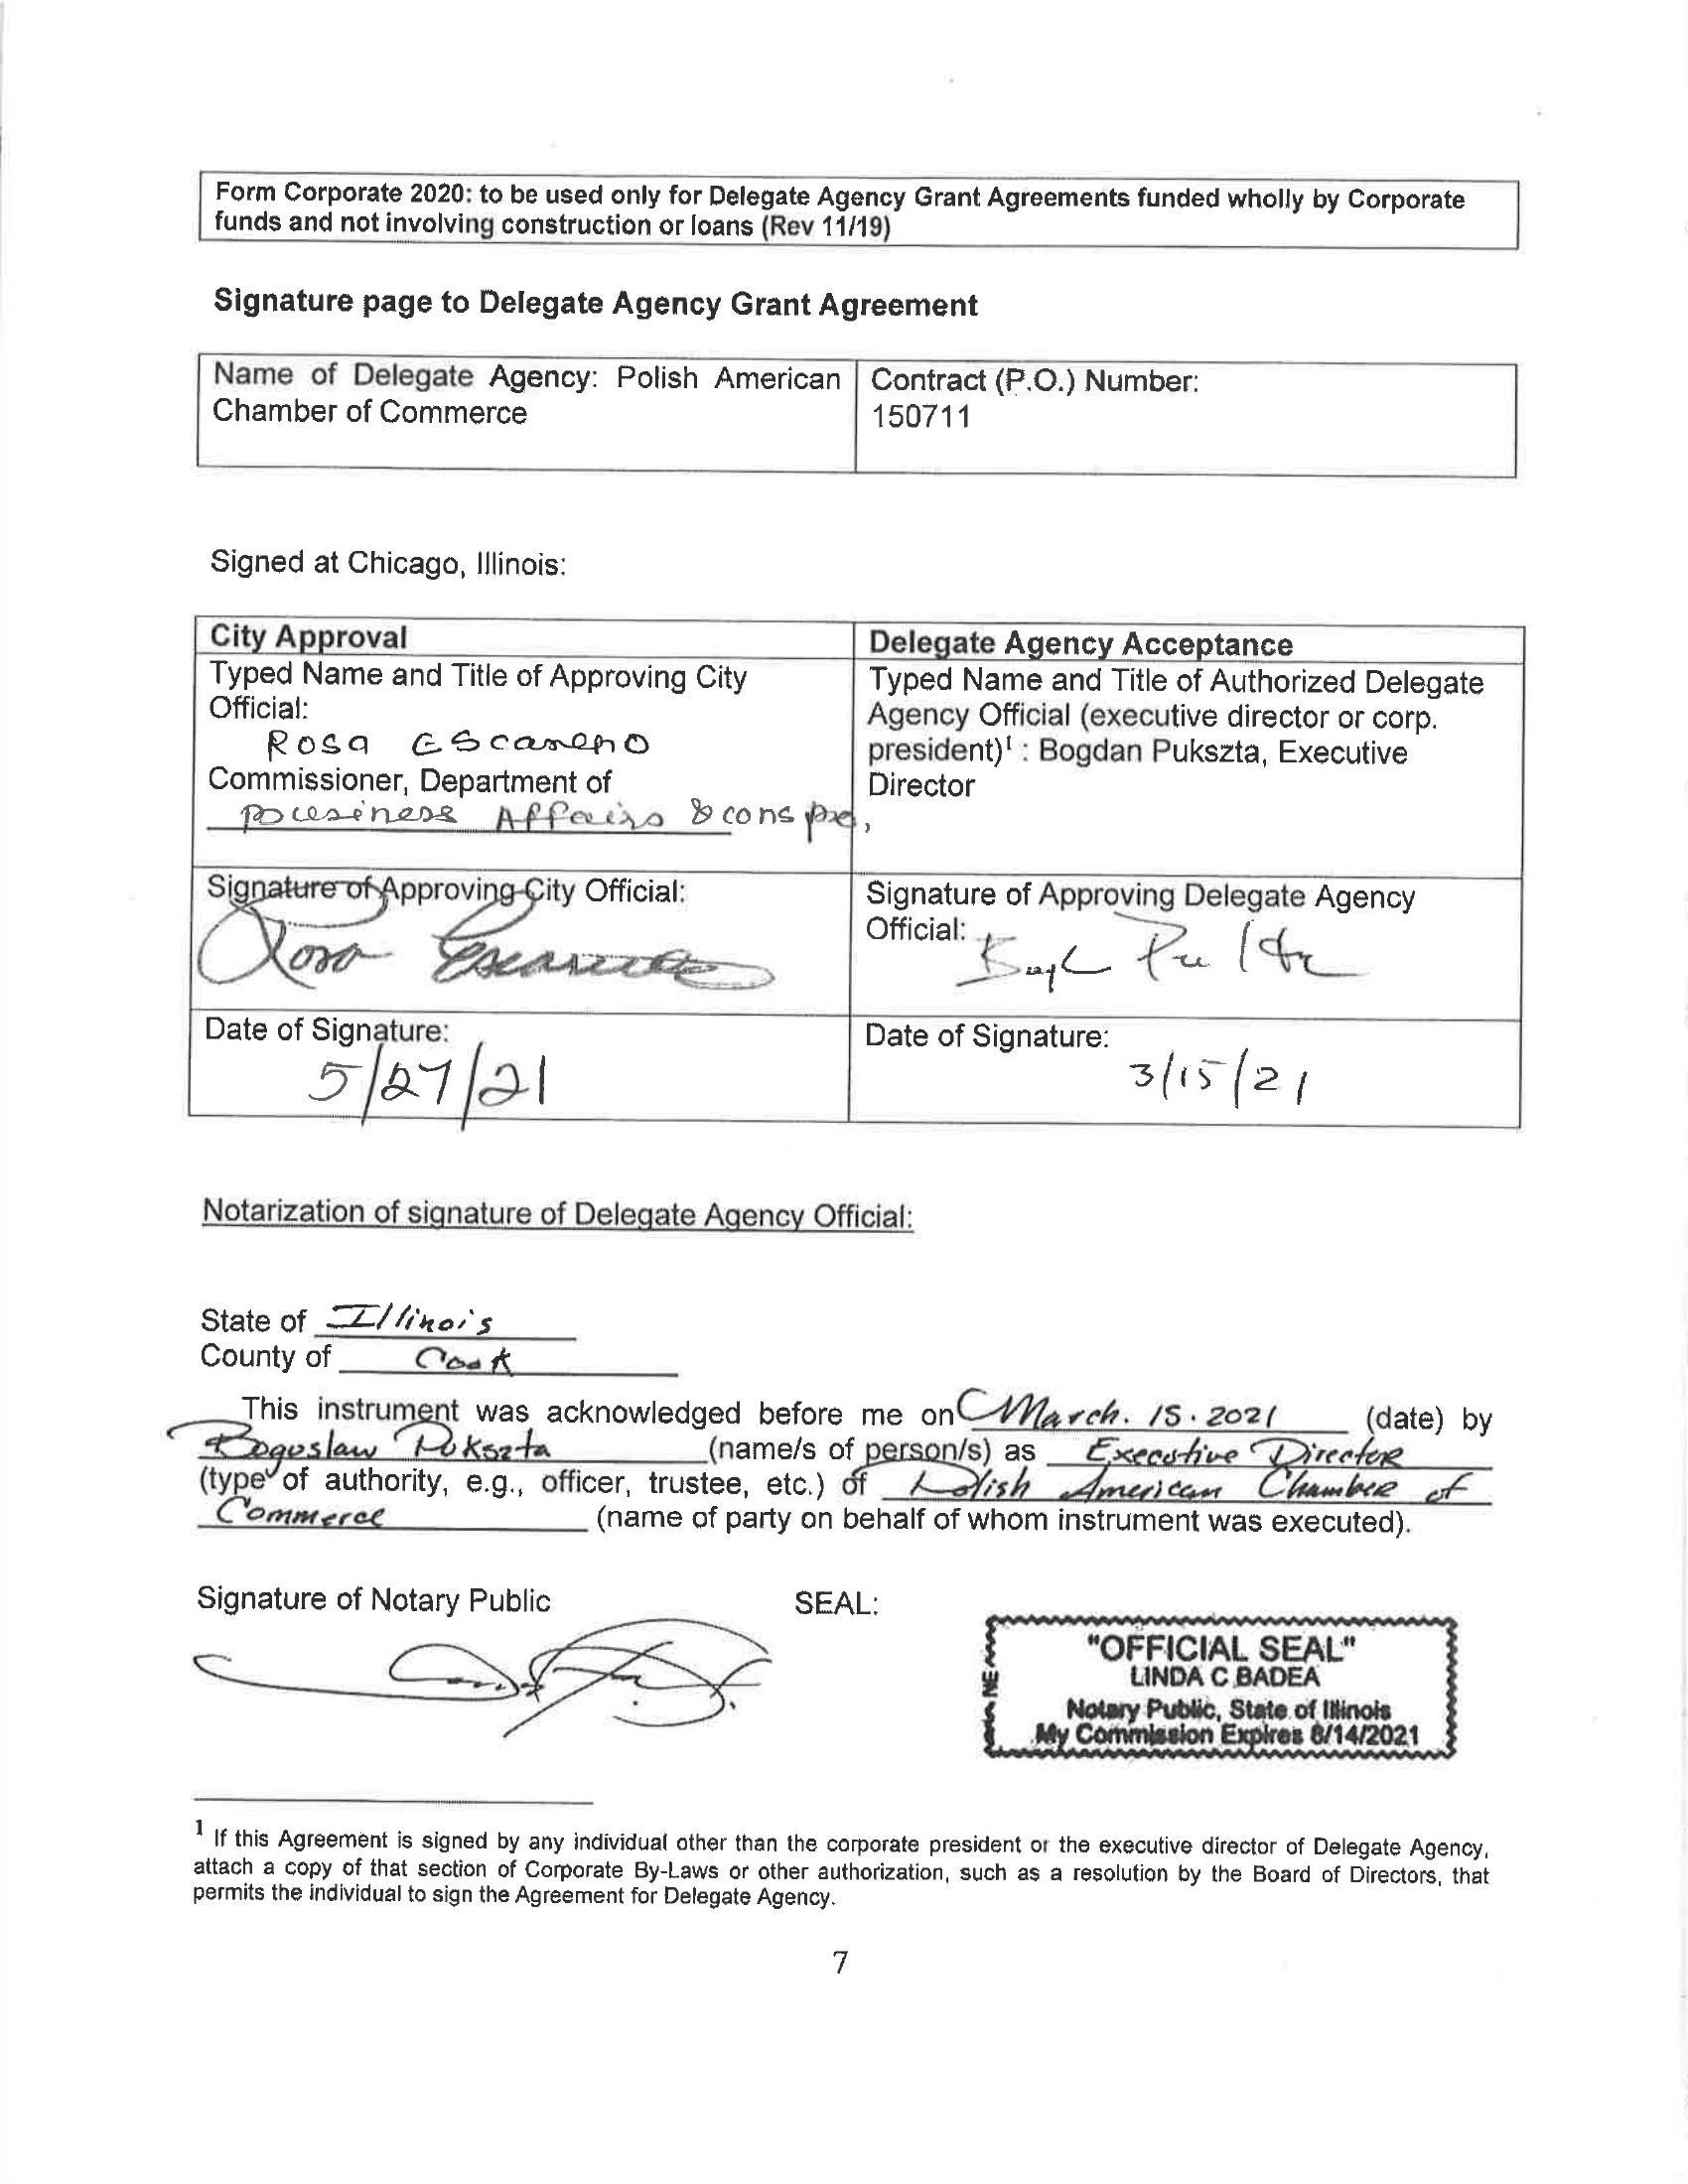 Form Corporate 2020: to be used only for Delegate Agency Grant Agreements funded wholly by Corporate
funds and not involving construction or loans (Rev 11/19)
Signature page to Delegate Agency Grant Agreement
Name of Delegate Agency: Polish American
Chamber of Commerce
Contract (P.O.) Number:
150711
Signed at Chicago, Illinois:
City Approval
Typed Name and Title of Approving City
Official:
Rosa Escareno
Commissioner, Department of
Business Affairs & cons pro,
Delegate Agency Acceptance
Typed Name and Title of Authorized Delegate
Agency Official (executive director or corp.
president)¹ : Bogdan Pukszta, Executive
Director
Signature of Approving City Official:
Rosa Escareno
Signature of Approving Delegate Agency
Official:
Date of Signature:
5/27/21
Date of Signature:
3/15/21
Notarization of signature of Delegate Agency Official:
State of Illinois
County of Cook
This instrument was acknowledged before me on March. 15. 2021 (date) by
Boguslaw Pukszta (name/s of person/s) as Executive Director
(type of authority, e.g., officer, trustee, etc.) of Polish American Chamber of
Commerce (name of party on behalf of whom instrument was executed).
Signature of Notary Public
SEAL:
"OFFICIAL SEAL"
LINDA C BADEA
Notary Public, State of Illinois
My Commission Expires 8/14/2021
¹ If this Agreement is signed by any individual other than the corporate president or the executive director of Delegate Agency,
attach a copy of that section of Corporate By-Laws or other authorization, such as a resolution by the Board of Directors, that
permits the individual to sign the Agreement for Delegate Agency.
7